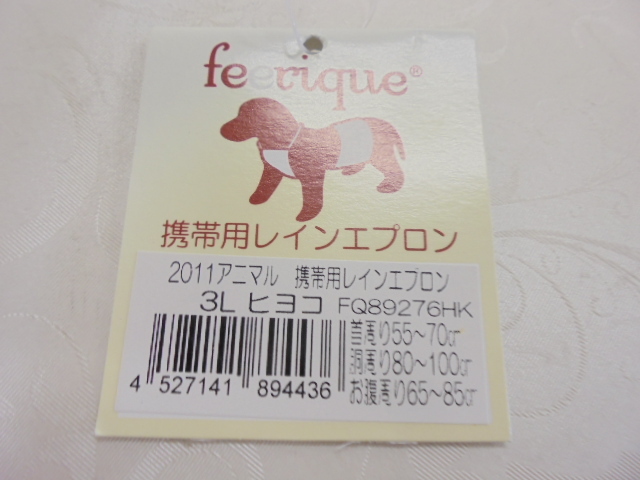 feerique®
携帯用レインエプロン
2011アニマル 携帯用レインエプロン
3L ヒヨコ FQ89276HK
首周り55~70㎝
洞周り80~100㎝
お腹周り65~85㎝
4 527141 894436